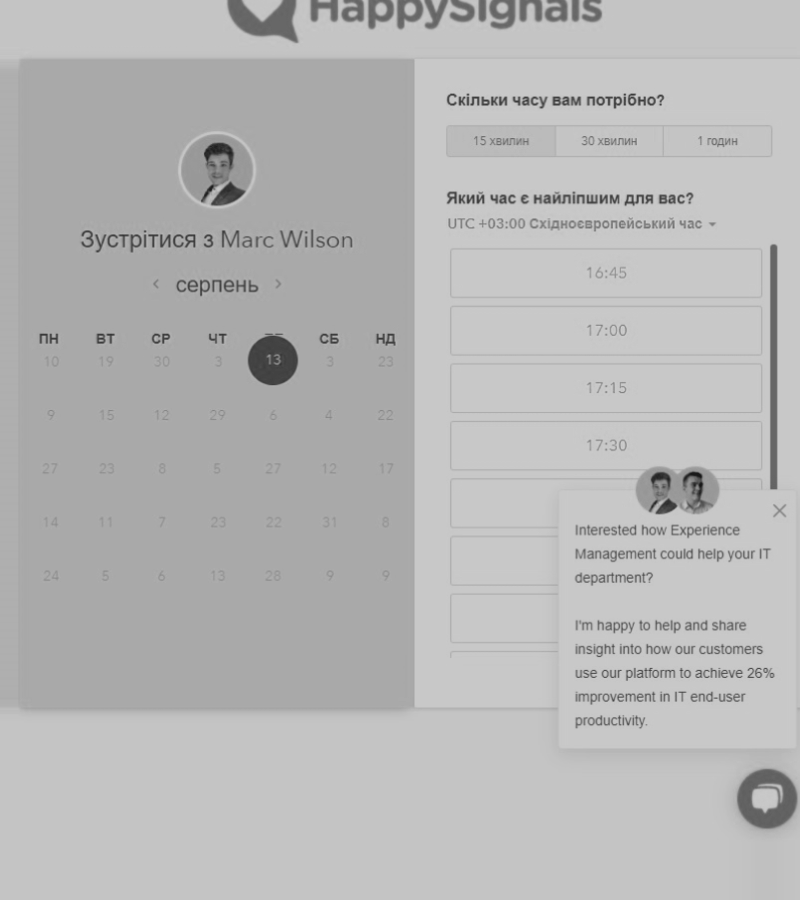 HappySignals
Зустрітися з Marc Wilson
серпень
ПН ВТ СР ЧТ СБ НД
10 19 30 3 13 3 23
9 15 12 29 6 4 22
27 23 8 5 27 12 17
14 11 7 23 22 31 8
24 5 6 13 28 9 9
Скільки часу вам потрібно?
15 хвилин 30 хвилин 1 годин
Який час є найліпшим для вас?
UTC +03:00 Східноєвропейський час
16:45
17:00
17:15
17:30
Interested how Experience
Management could help your IT
department?
I'm happy to help and share
insight into how our customers
use our platform to achieve 26%
improvement in IT end-user
productivity.